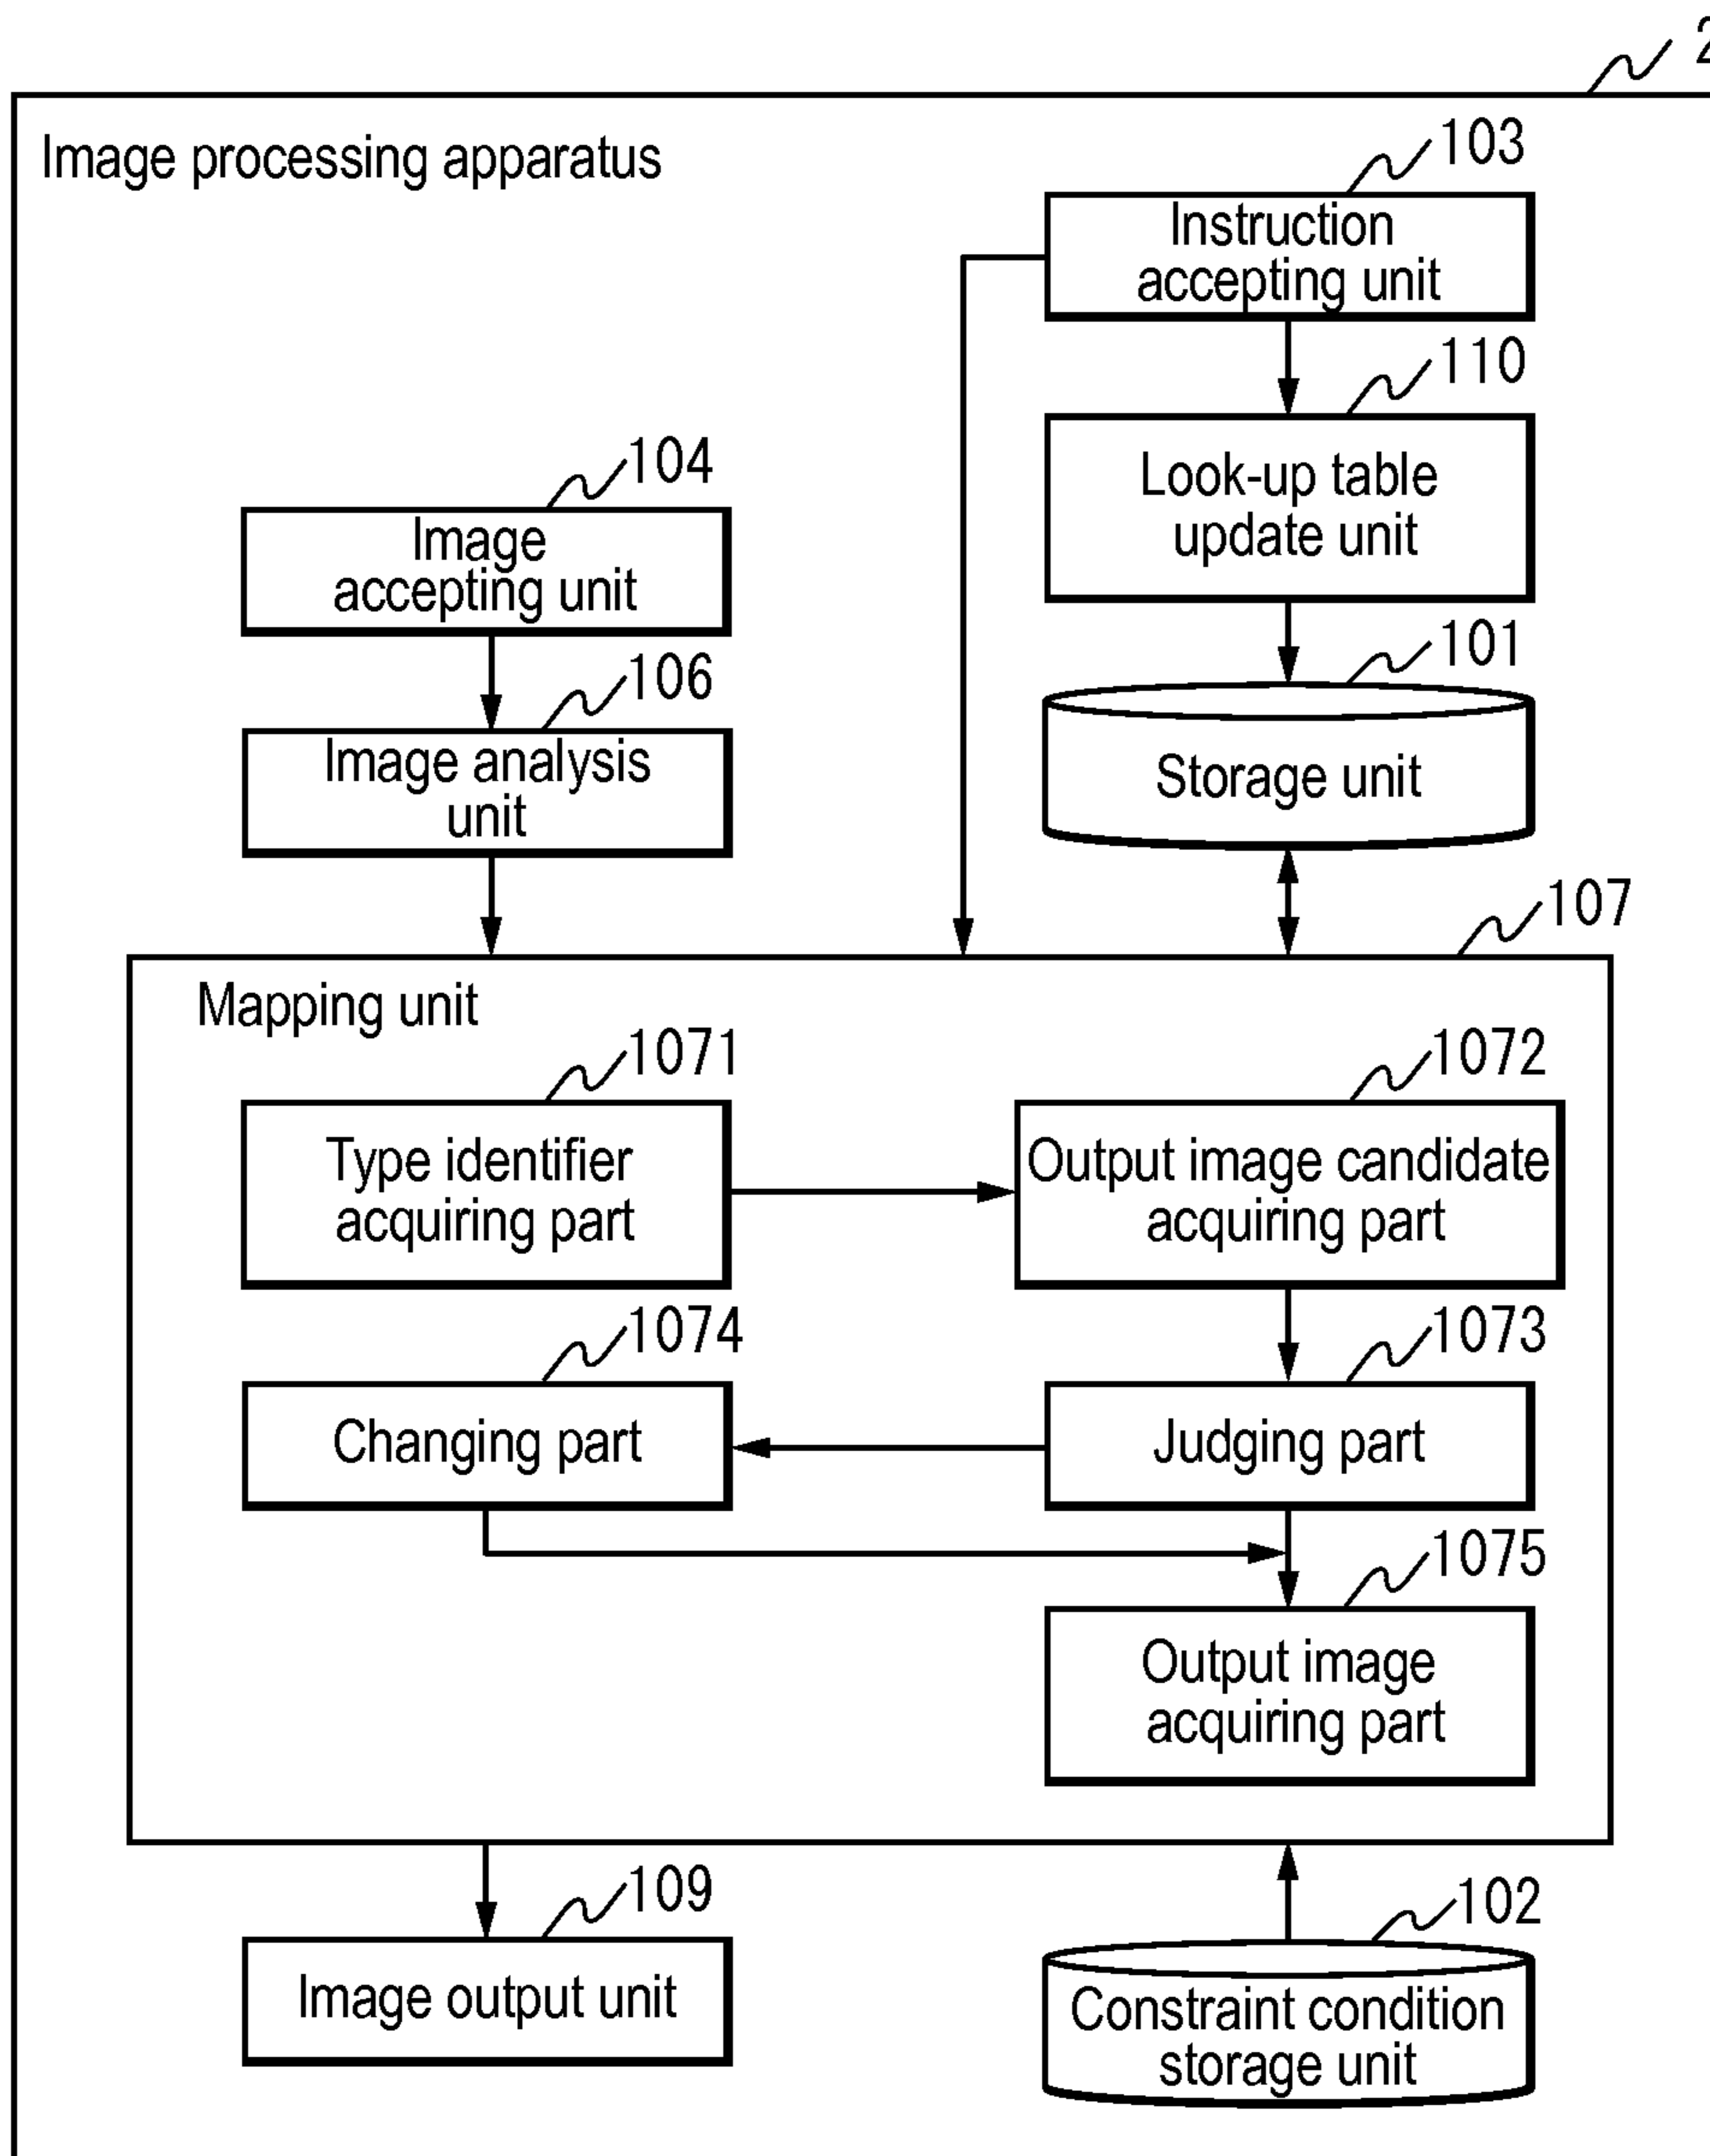 2
Image processing apparatus
103
Instruction
accepting unit
110
Look-up table
update unit
104
Image
accepting unit
101
Storage unit
106
Image analysis
unit
107
Mapping unit
1071
Type identifier
acquiring part
1072
Output image candidate
acquiring part
1074
Changing part
1073
Judging part
1075
Output image
acquiring part
109
Image output unit
102
Constraint condition
storage unit